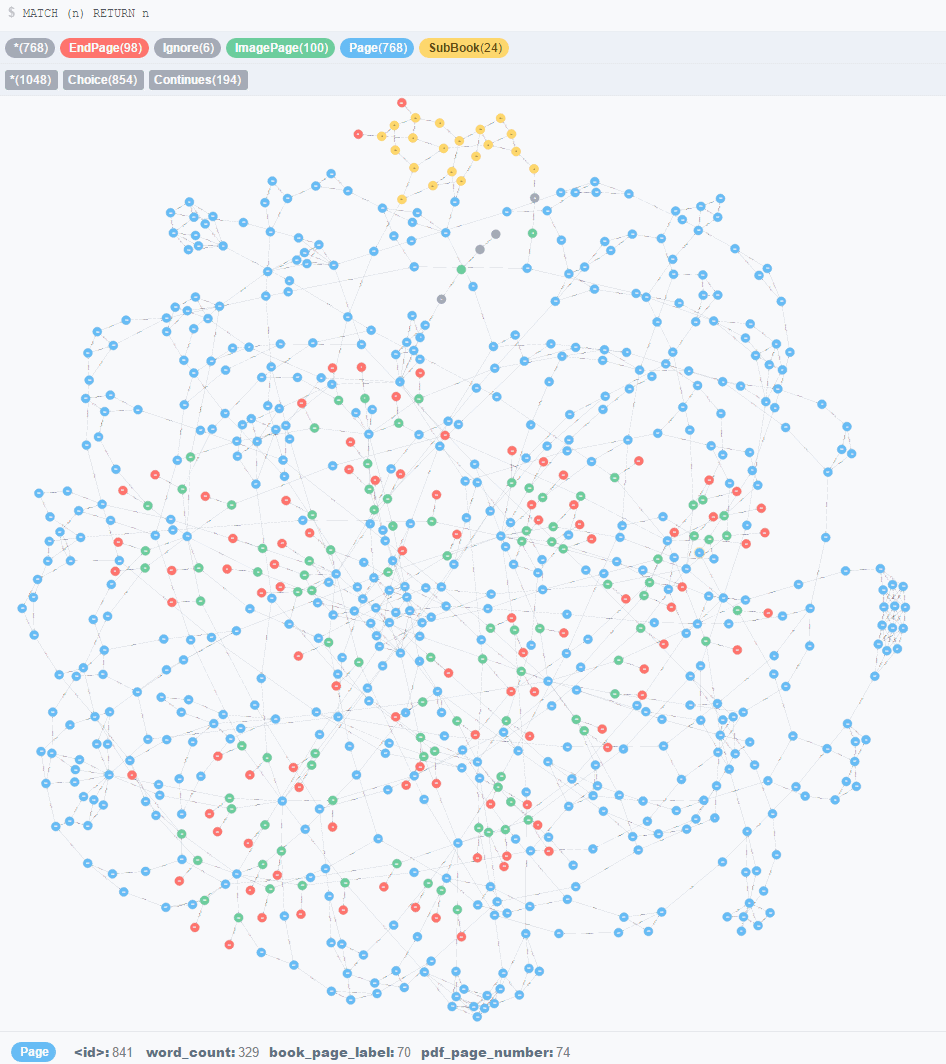 $ MATCH (n) RETURN n
*(768) EndPage(98) Ignore(6) ImagePage(100) Page(768) SubBook(24)
*(1048) Choice(854) Continues(194)
Page <id>: 841 word_count: 329 book_page_label: 70 pdf_page_number: 74